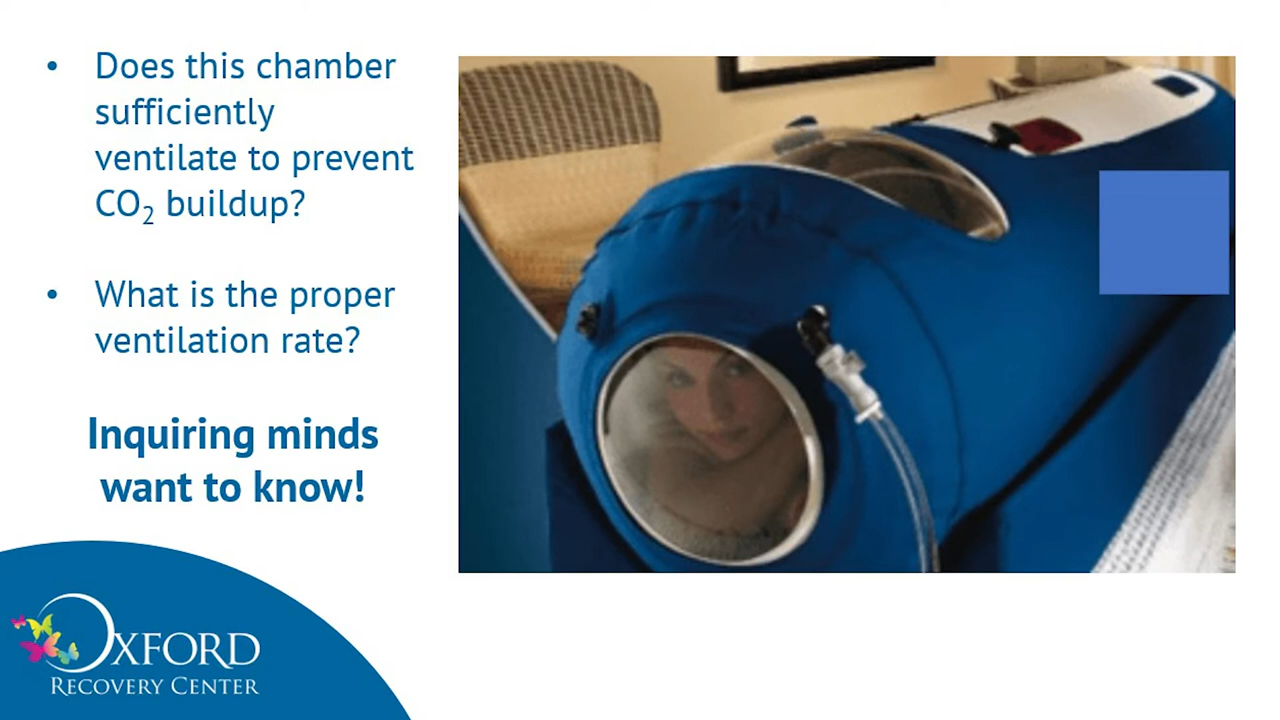 • Does this chamber
sufficiently
ventilate to prevent
CO₂ buildup?
• What is the proper
ventilation rate?
Inquiring minds
want to know!
OXFORD
RECOVERY CENTER